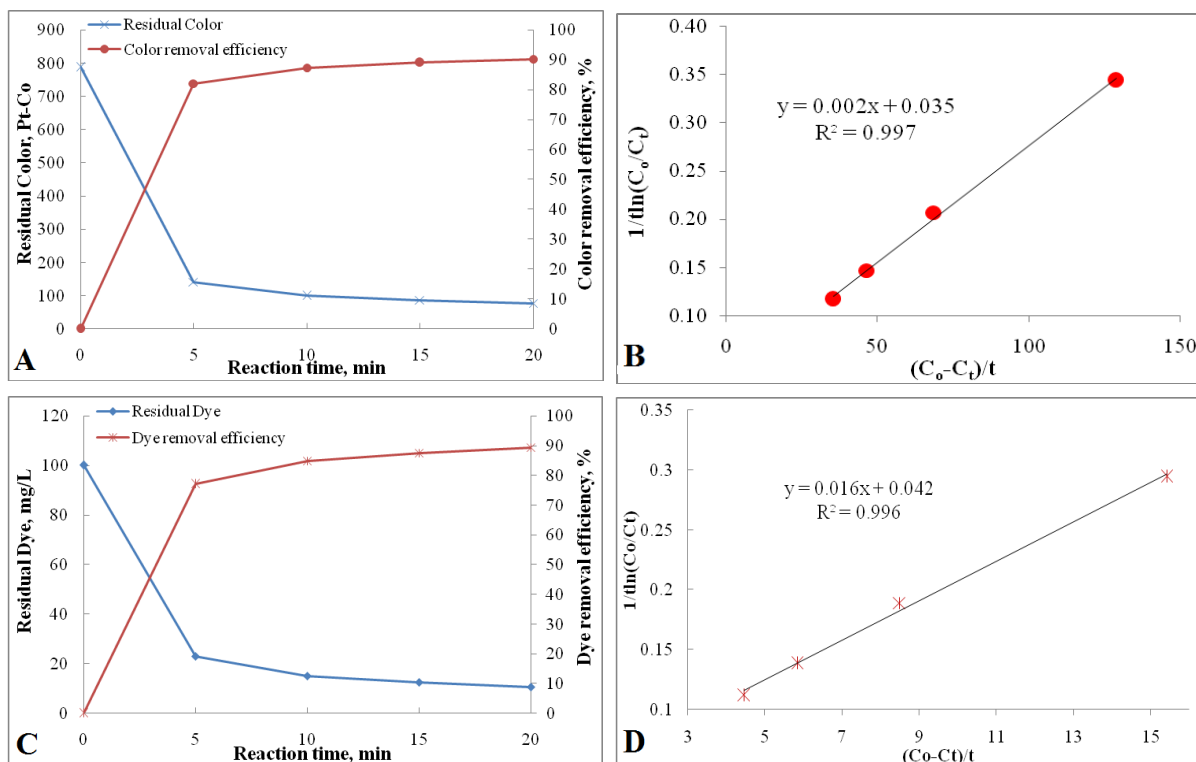 Residual Color
Color removal efficiency
900
800
700
600
500
400
300
200
100
0
Residual Color, Pt-Co
100
90
80
70
60
50
40
30
20
10
0
Color removal efficiency, %
0 5 10 15 20
Reaction time, min
A
0.40
0.35
0.30
0.25
0.20
0.15
0.10
1/tln(Cₒ/Cₜ)
y = 0.002x + 0.035
R² = 0.997
0 50 100 150
(Cₒ-Cₜ)/t
B
Residual Dye
Dye removal efficiency
120
100
80
60
40
20
0
Residual Dye, mg/L
100
90
80
70
60
50
40
30
20
10
0
Dye removal efficiency, %
0 5 10 15 20
Reaction time, min
C
0.35
0.3
0.25
0.2
0.15
0.1
1/tln(Co/Ct)
y = 0.016x + 0.042
R² = 0.996
3 5 7 9 11 13 15
(Co-Ct)/t
D